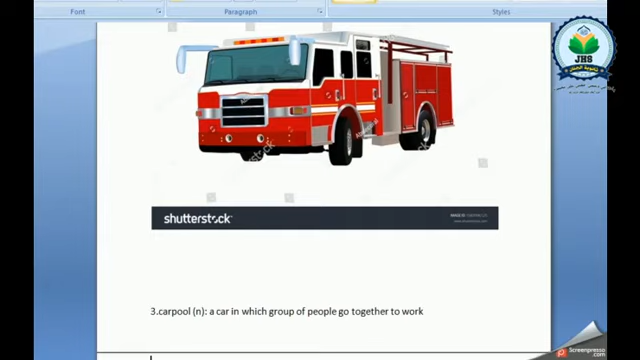 Font
Paragraph
Styles
JHS
shutterstock
3.carpool (n): a car in which group of people go together to work
Screenpresso